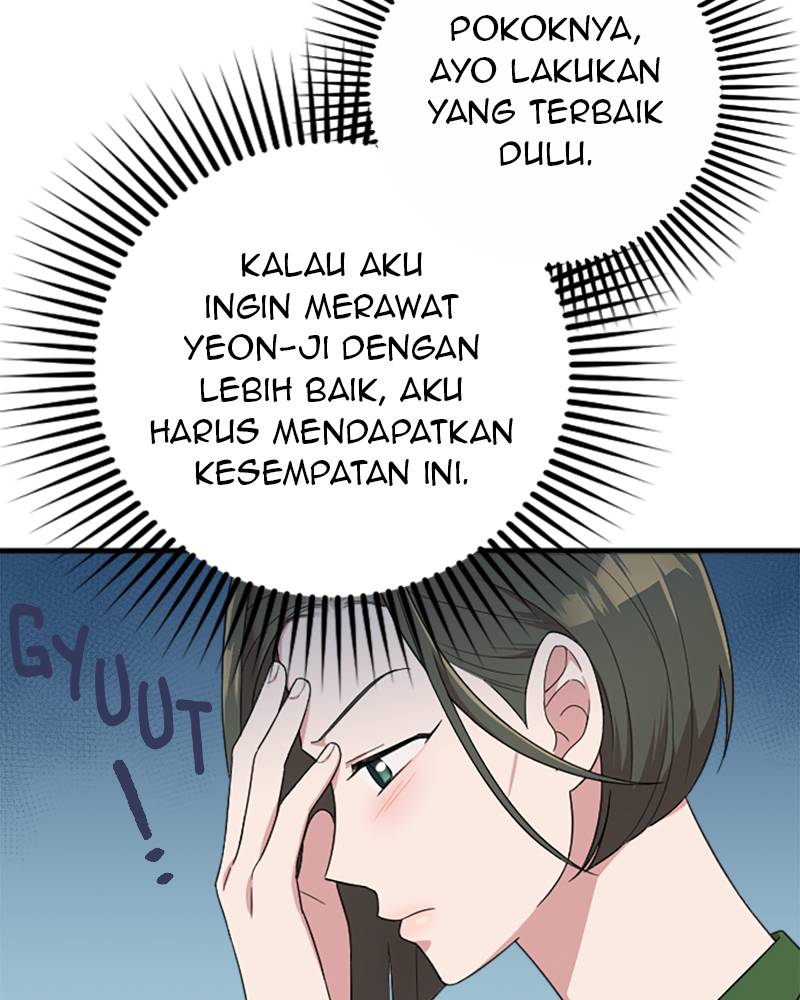 POKOKNYA,
AYO LAKUKAN
YANG TERBAIK
DULU.
KALAU AKU
INGIN MERAWAT
YEON-JI DENGAN
LEBIH BAIK, AKU
HARUS MENDAPATKAN
KESEMPATAN INI.
GYUUT!